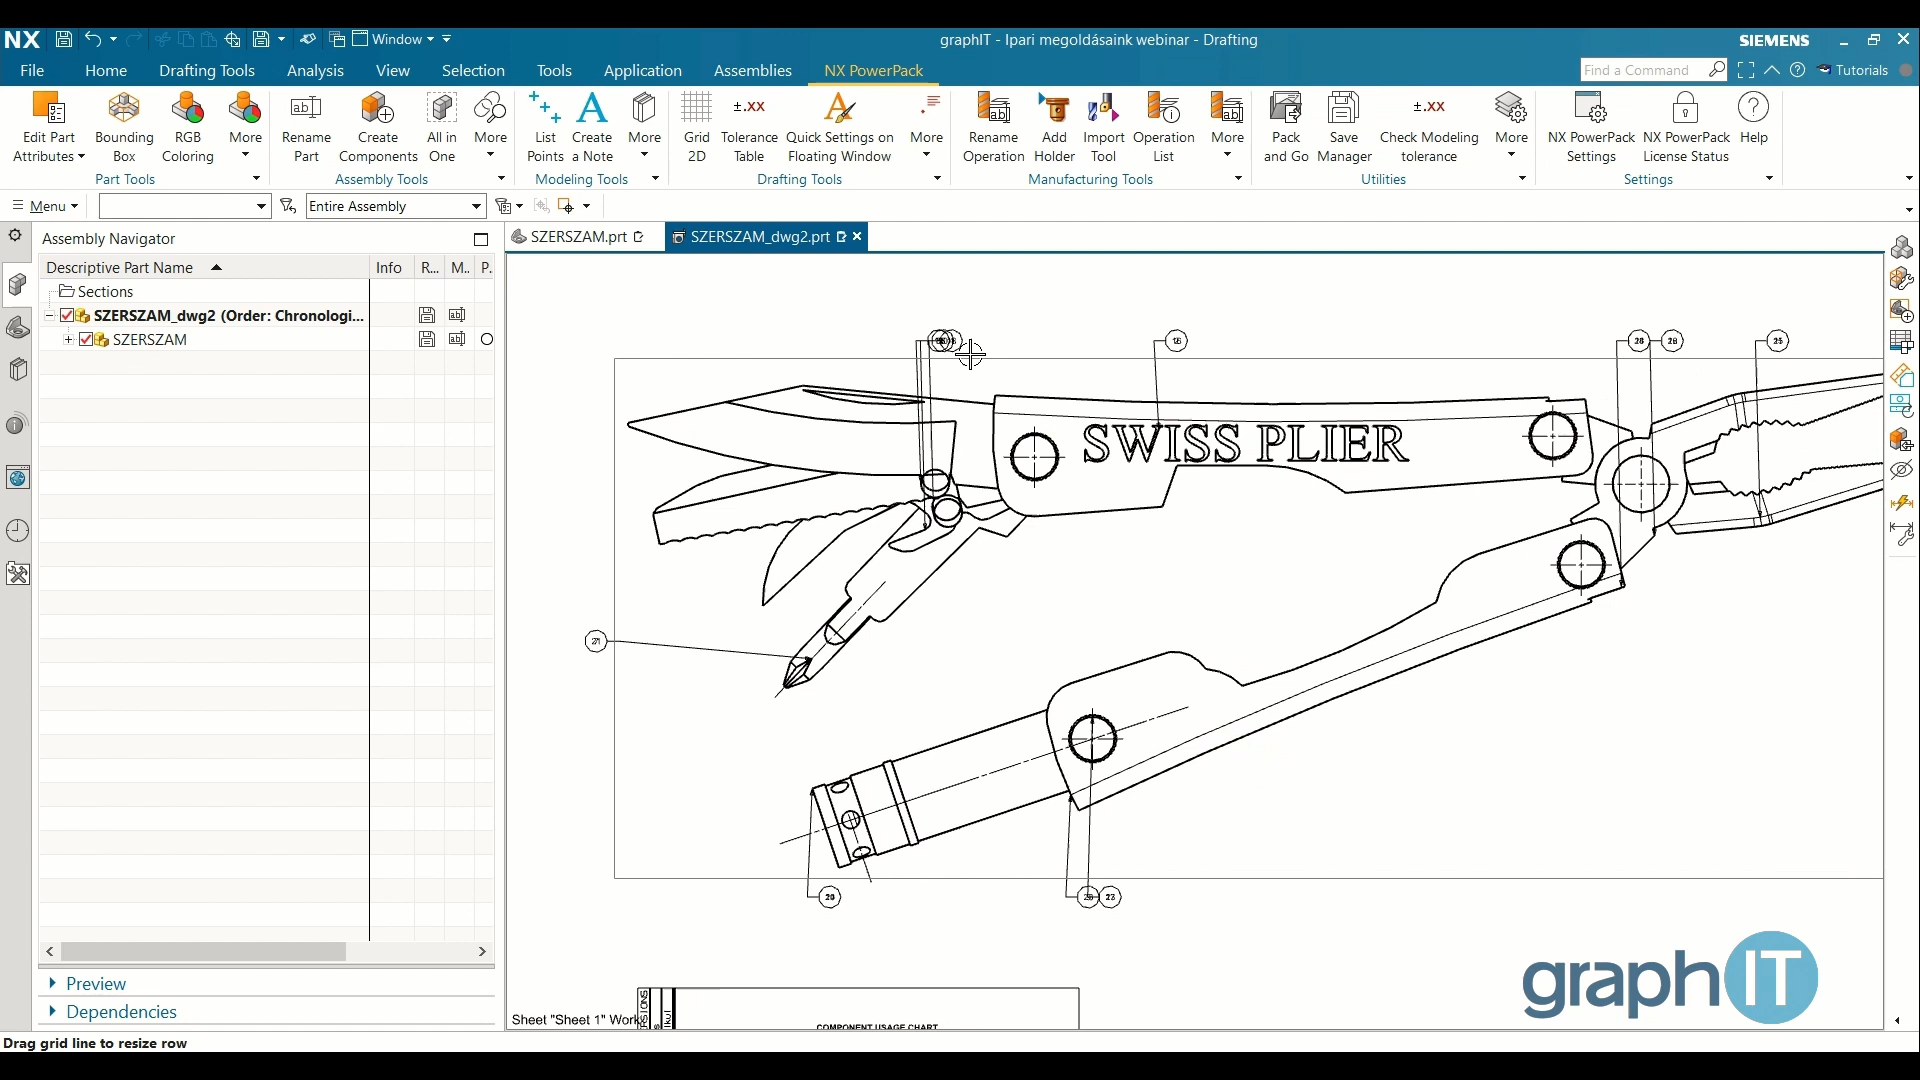 NX Window graphIT - Ipari megoldásaink webinar - Drafting SIEMENS
File Home Drafting Tools Analysis View Selection Tools Application Assemblies NX PowerPack Find a Command Tutorials
Edit Part Attributes Bounding Box RGB Coloring More Rename Part Create Components All in One More List Points Create a Note More Grid 2D Tolerance Table Quick Settings on Floating Window More Rename Operation Add Holder Import Tool Operation List More Pack and Go Save Manager Check Modeling tolerance More NX PowerPack Settings NX PowerPack License Status Help
Part Tools Assembly Tools Modeling Tools Drafting Tools Manufacturing Tools Utilities Settings
Menu Entire Assembly
Assembly Navigator
SZERSZAM.prt SZERSZAM_dwg2.prt
Descriptive Part Name Info R... M.. P.
Sections
SZERSZAM_dwg2 (Order: Chronologi...
SZERSZAM
SWISS PLIER
Preview
Dependencies
graphIT
Sheet "Sheet 1" Work
COMPONENT USAGE CHART
Drag grid line to resize row